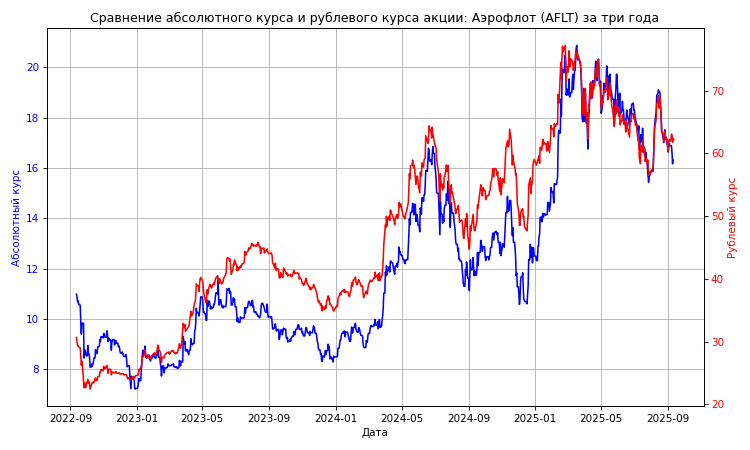 Сравнение абсолютного курса и рублевого курса акции: Аэрофлот (AFLT) за три года
Абсолютный курс
20
18
16
14
12
10
8
70
60
50
40
30
20
Рублевый курс
2022-09 2023-01 2023-05 2023-09 2024-01 2024-05 2024-09 2025-01 2025-05 2025-09
Дата